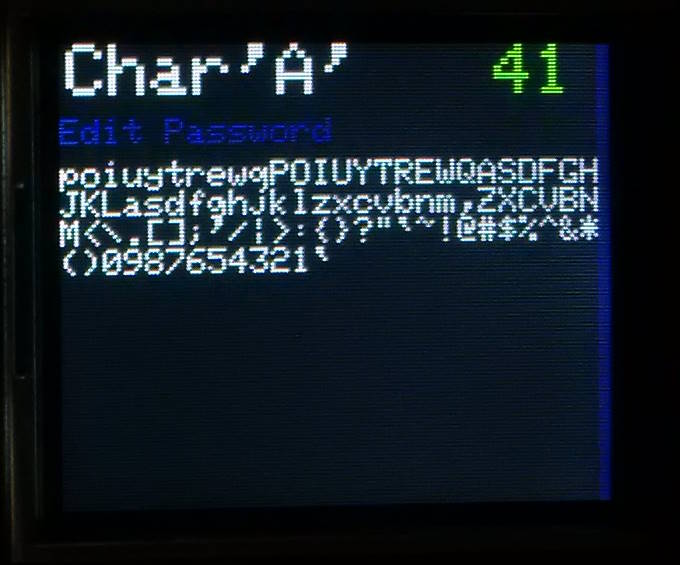 Char'A' 41
Edit Password
poiuytrewqPOIUYTREWQASDFGH
JKLasdfghjklzxcvbnm,ZXCVBN
M<\.[];'/|>:{}?"`~!@#$%^&*
()0987654321`